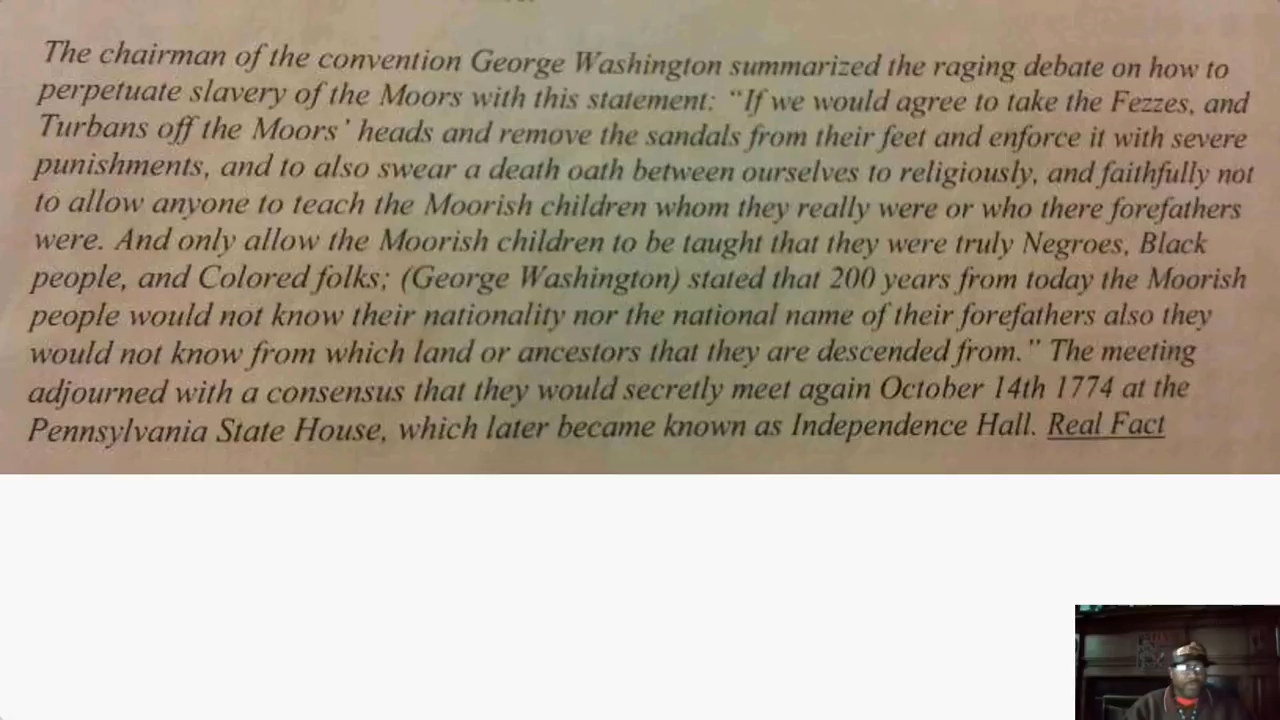 The chairman of the convention George Washington summarized the raging debate on how to
perpetuate slavery of the Moors with this statement: “If we would agree to take the Fezzes, and
Turbans off the Moors’ heads and remove the sandals from their feet and enforce it with severe
punishments, and to also swear a death oath between ourselves to religiously, and faithfully not
to allow anyone to teach the Moorish children whom they really were or who there forefathers
were. And only allow the Moorish children to be taught that they were truly Negroes, Black
people, and Colored folks; (George Washington) stated that 200 years from today the Moorish
people would not know their nationality nor the national name of their forefathers also they
would not know from which land or ancestors that they are descended from.” The meeting
adjourned with a consensus that they would secretly meet again October 14th 1774 at the
Pennsylvania State House, which later became known as Independence Hall. Real Fact